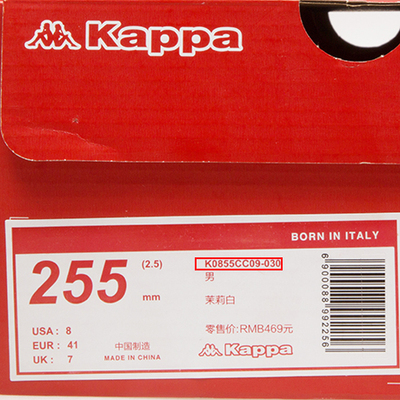 Kappa
BORN IN ITALY
255 (2.5) mm
K0855CC09-030
男
茉莉白
USA : 8
EUR : 41
UK : 7
中国制造
MADE IN CHINA
零售价:RMB469元
Kappa
6900088992256